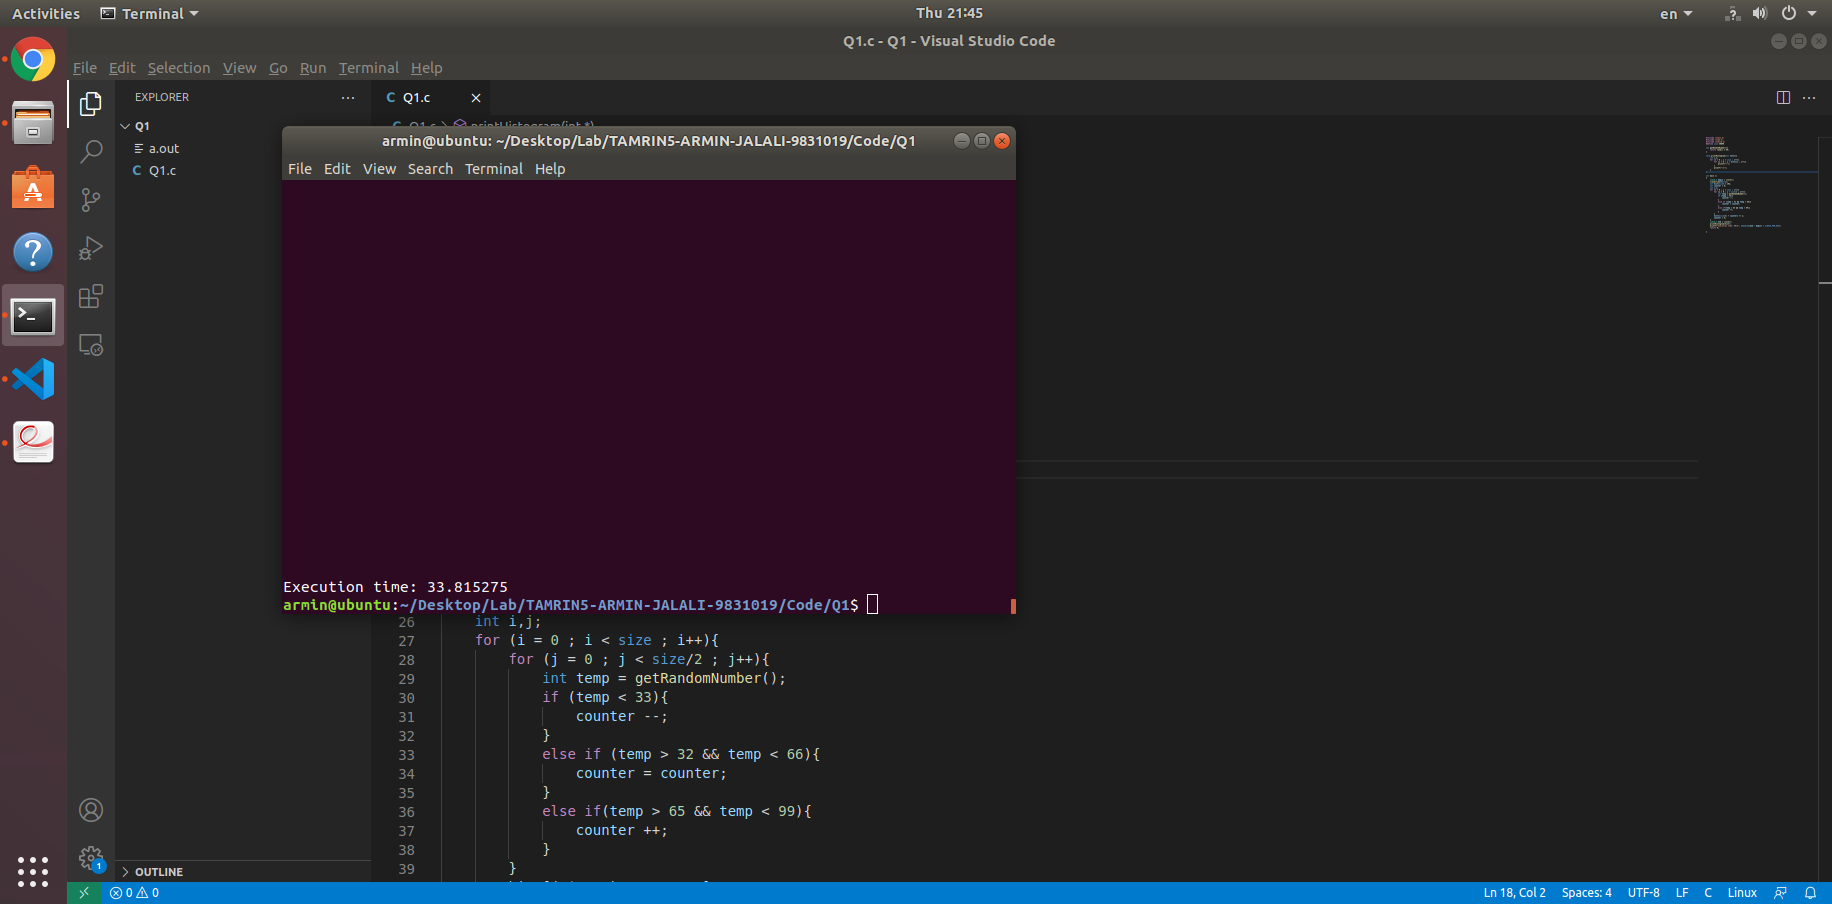 Activities Terminal Thu 21:45 en
Q1.c - Q1 - Visual Studio Code
File Edit Selection View Go Run Terminal Help
EXPLORER
Q1
a.out
C Q1.c
C Q1.c
armin@ubuntu: ~/Desktop/Lab/TAMRIN5-ARMIN-JALALI-9831019/Code/Q1
File Edit View Search Terminal Help
Execution time: 33.815275
armin@ubuntu:~/Desktop/Lab/TAMRIN5-ARMIN-JALALI-9831019/Code/Q1$
26 int i,j;
27 for (i = 0 ; i < size ; i++){
28 for (j = 0 ; j < size/2 ; j++){
29 int temp = getRandomNumber();
30 if (temp < 33){
31 counter --;
32 }
33 else if (temp > 32 && temp < 66){
34 counter = counter;
35 }
36 else if(temp > 65 && temp < 99){
37 counter ++;
38 }
39 }
OUTLINE
0 0 Ln 18, Col 2 Spaces: 4 UTF-8 LF C Linux
1